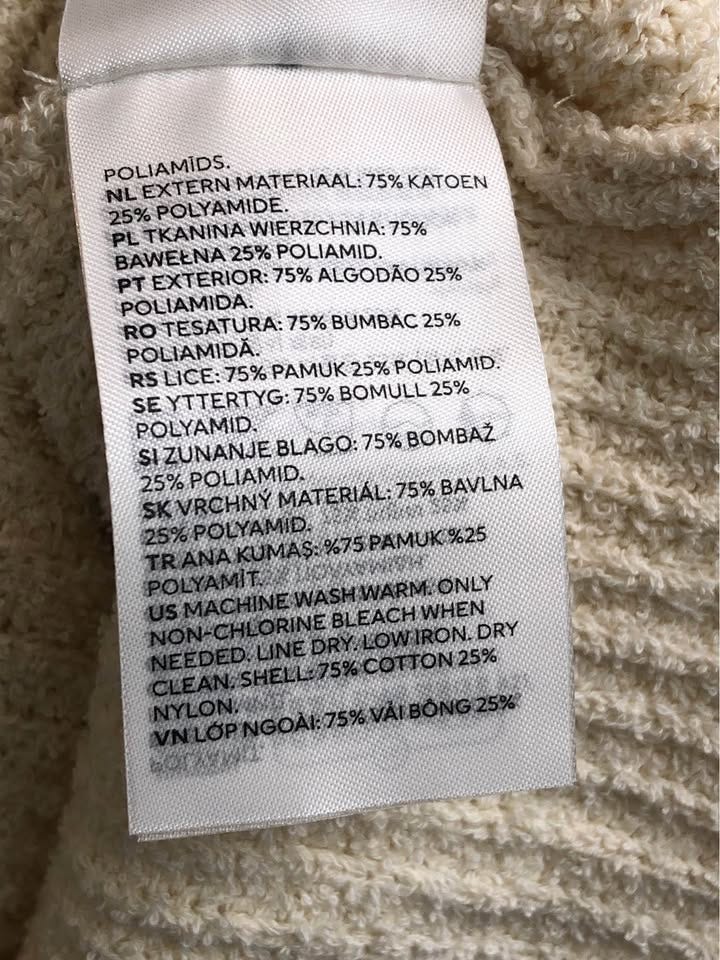 POLIAMĪDS.
NL EXTERN MATERIAAL: 75% KATOEN
25% POLYAMIDE.
PL TKANINA WIERZCHNIA: 75%
BAWEŁNA 25% POLIAMID.
PT EXTERIOR: 75% ALGODÃO 25%
POLIAMIDA.
RO TESATURA: 75% BUMBAC 25%
POLIAMIDĂ.
RS LICE: 75% PAMUK 25% POLIAMID.
SE YTTERTYG: 75% BOMULL 25%
POLYAMID.
SI ZUNANJE BLAGO: 75% BOMBAŽ
25% POLIAMID.
SK VRCHNÝ MATERIÁL: 75% BAVLNA
25% POLYAMID.
TR ANA KUMAŞ: %75 PAMUK %25
POLYAMİT.
US MACHINE WASH WARM. ONLY
NON-CHLORINE BLEACH WHEN
NEEDED. LINE DRY. LOW IRON. DRY
CLEAN. SHELL: 75% COTTON 25%
NYLON.
VN LỚP NGOÀI: 75% VẢI BÔNG 25%